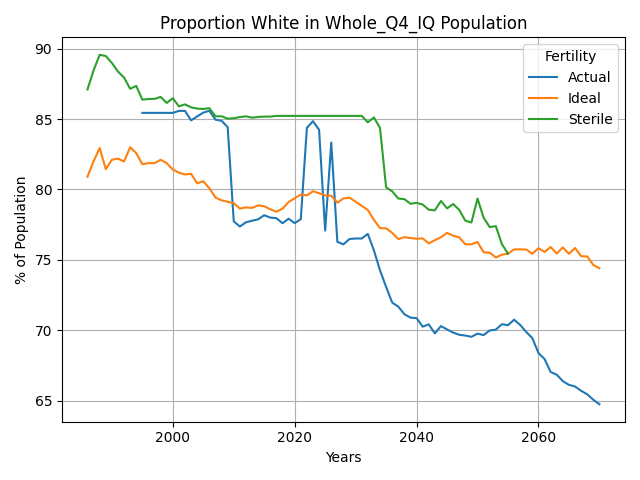 Proportion White in Whole_Q4_IQ Population
% of Population
90
85
80
75
70
65
Fertility
Actual
Ideal
Sterile
2000
2020
2040
2060
Years